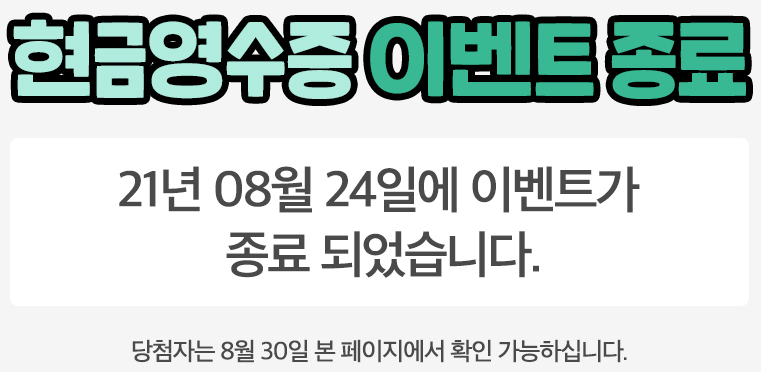 현금영수증 이벤트 종료
21년 08월 24일에 이벤트가
종료 되었습니다.
당첨자는 8월 30일 본 페이지에서 확인 가능하십니다.